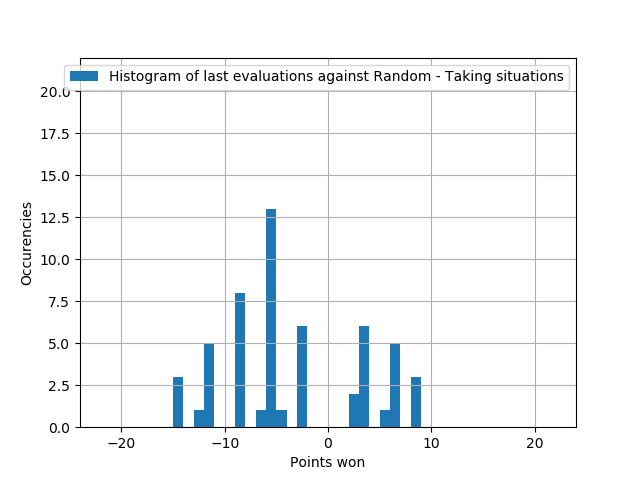 Histogram of last evaluations against Random - Taking situations
20.0
17.5
15.0
12.5
10.0
7.5
5.0
2.5
0.0
Occurencies
−20 −10 0 10 20
Points won